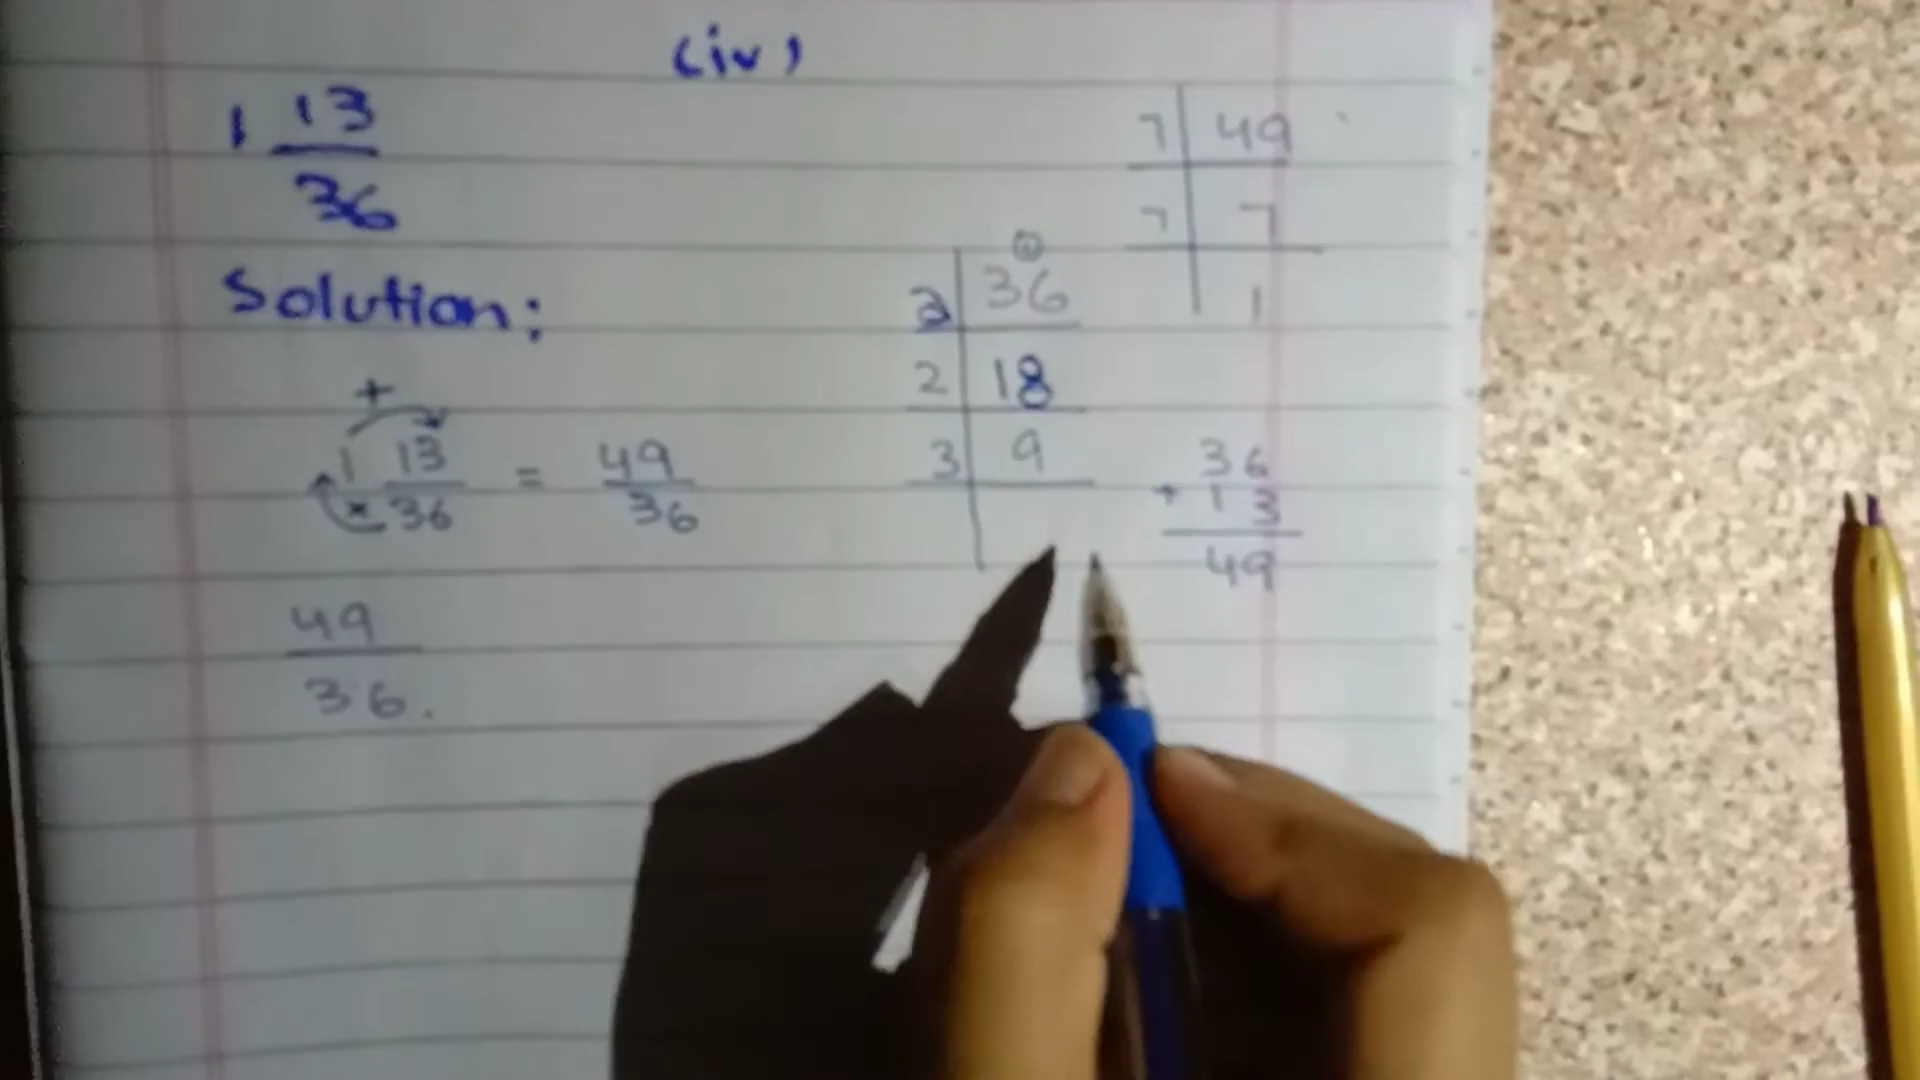 (iv)
1 13/36
Solution:
+
1 13/36 = 49/36
×
49/36.
7 | 49
7 | 7
1
2 | 36
2 | 18
3 | 9
36
+ 13
49